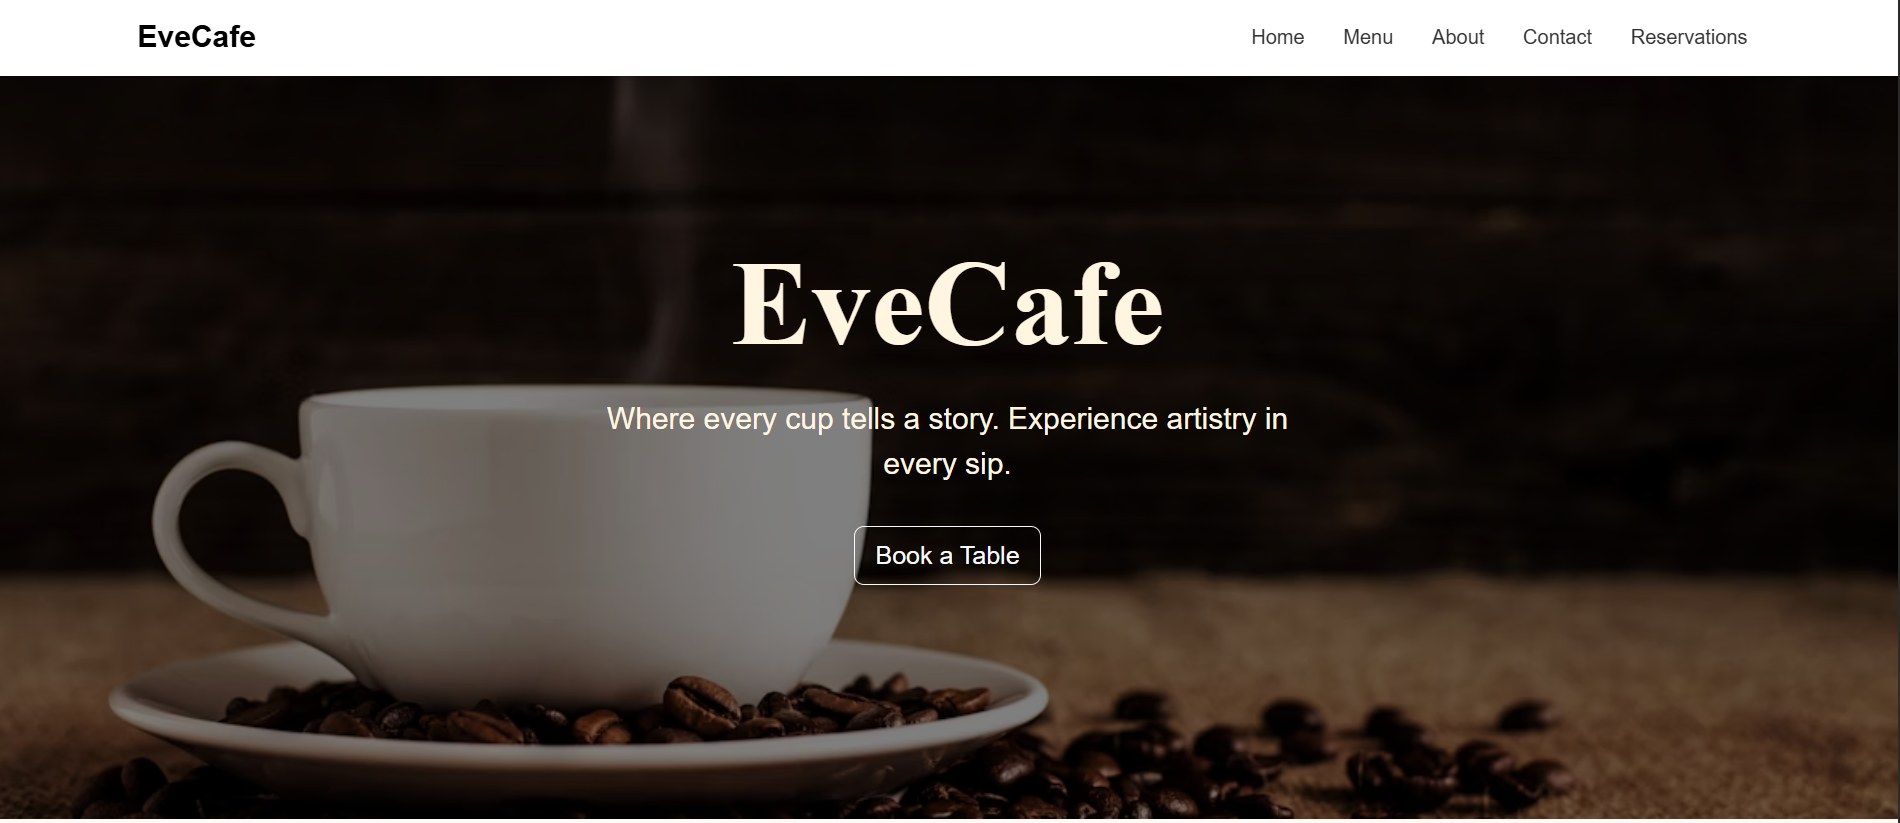 EveCafe
Home Menu About Contact Reservations
EveCafe
Where every cup tells a story. Experience artistry in
every sip.
Book a Table